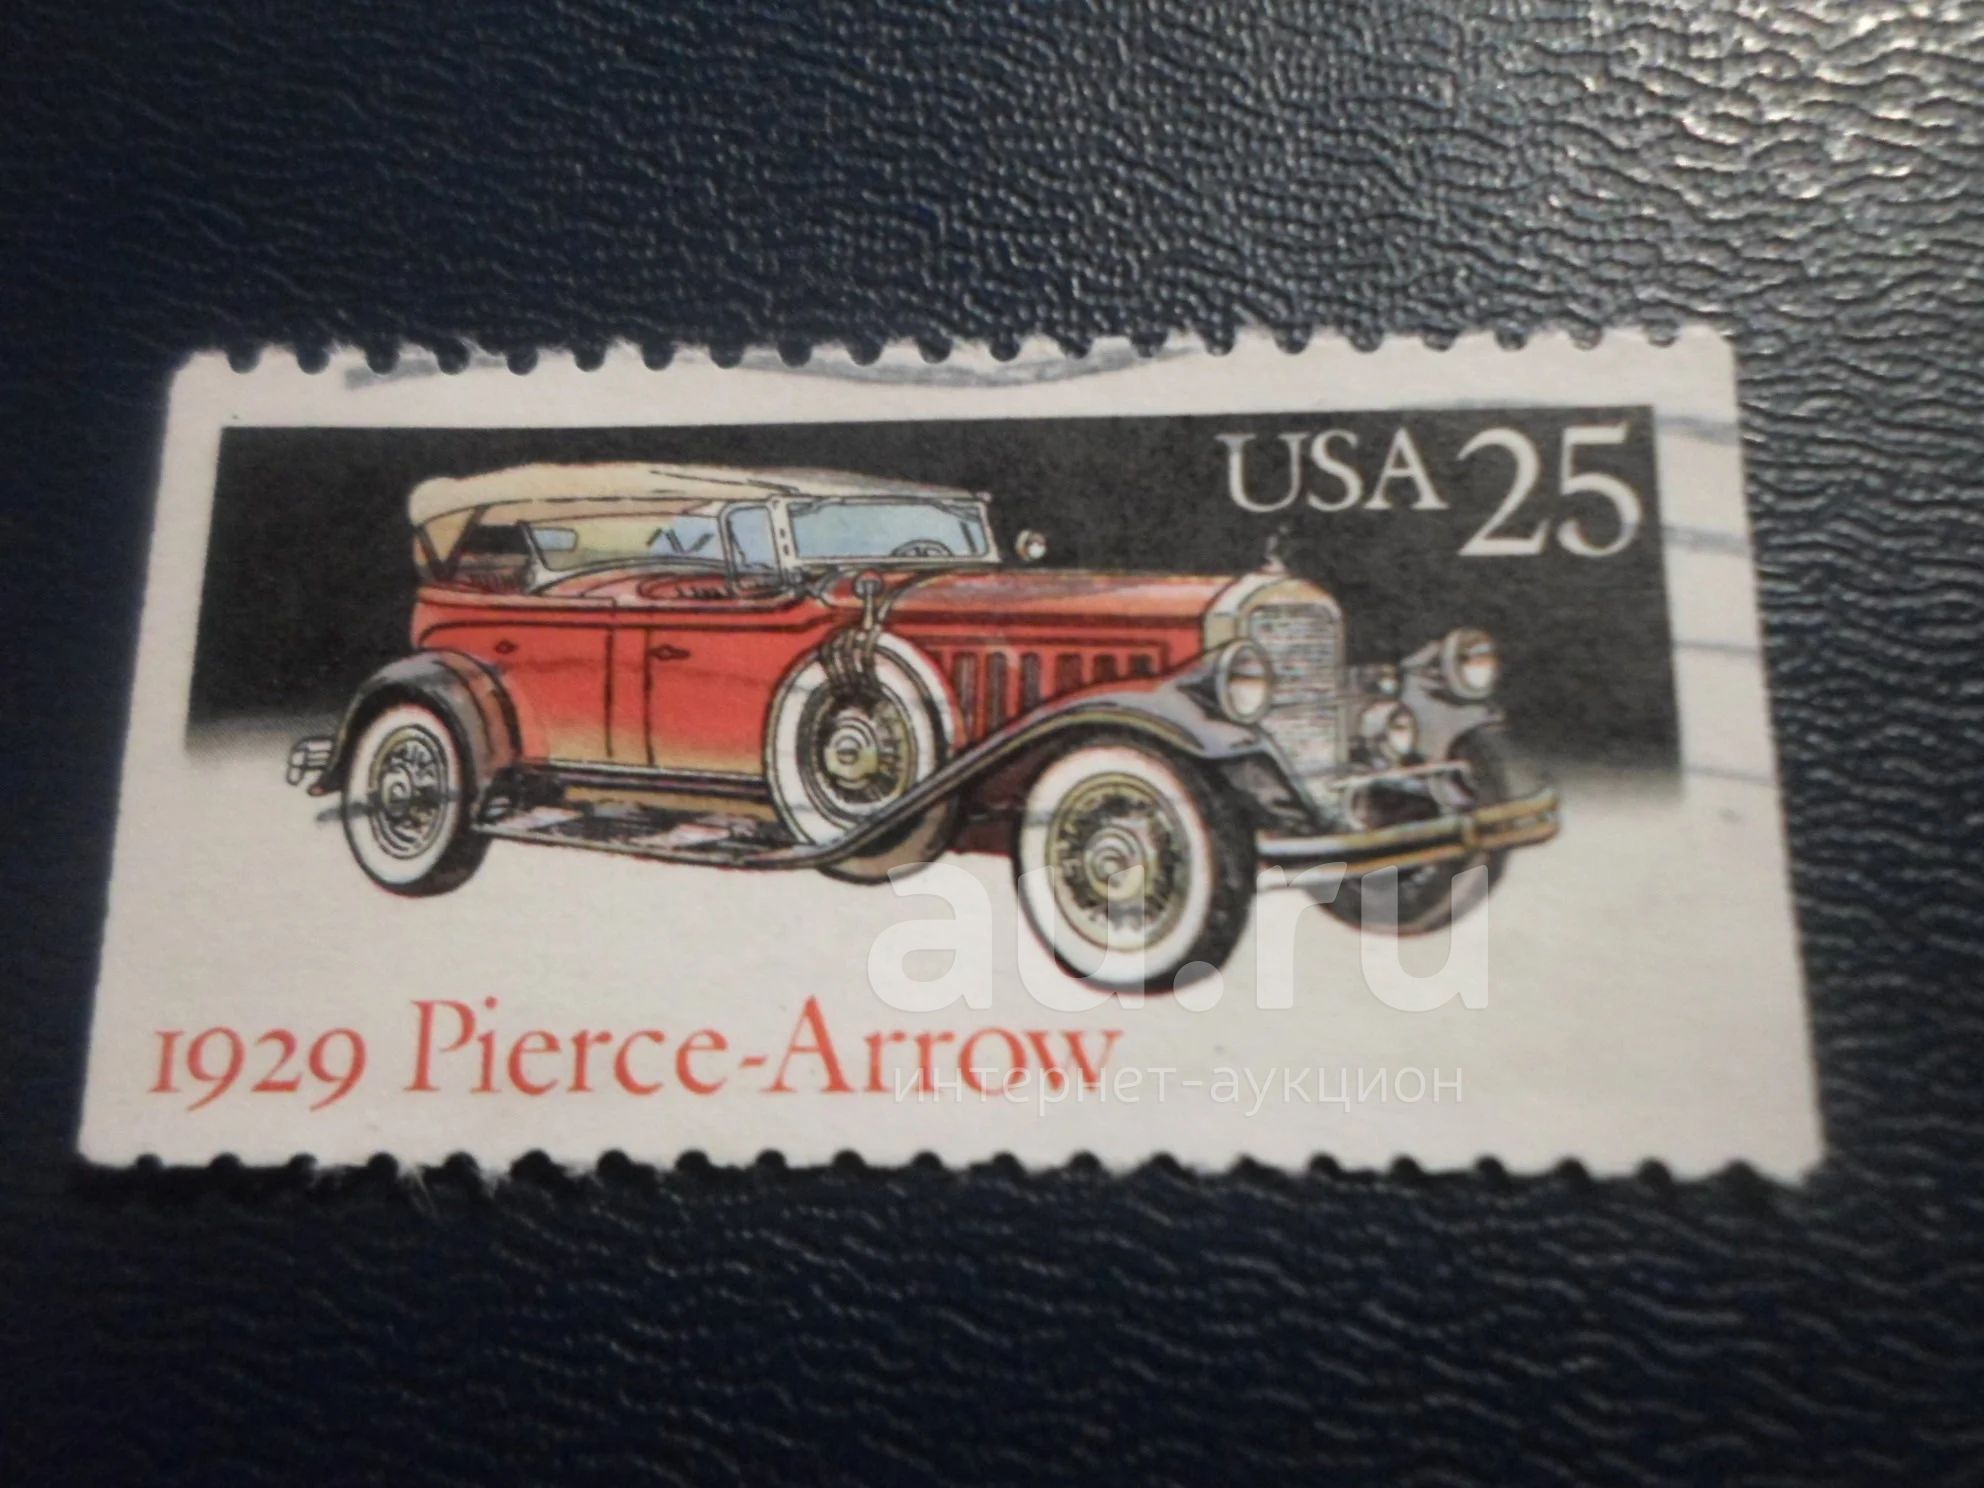 USA 25
1929 Pierce-Arrow
au.ru
интернет-аукцион